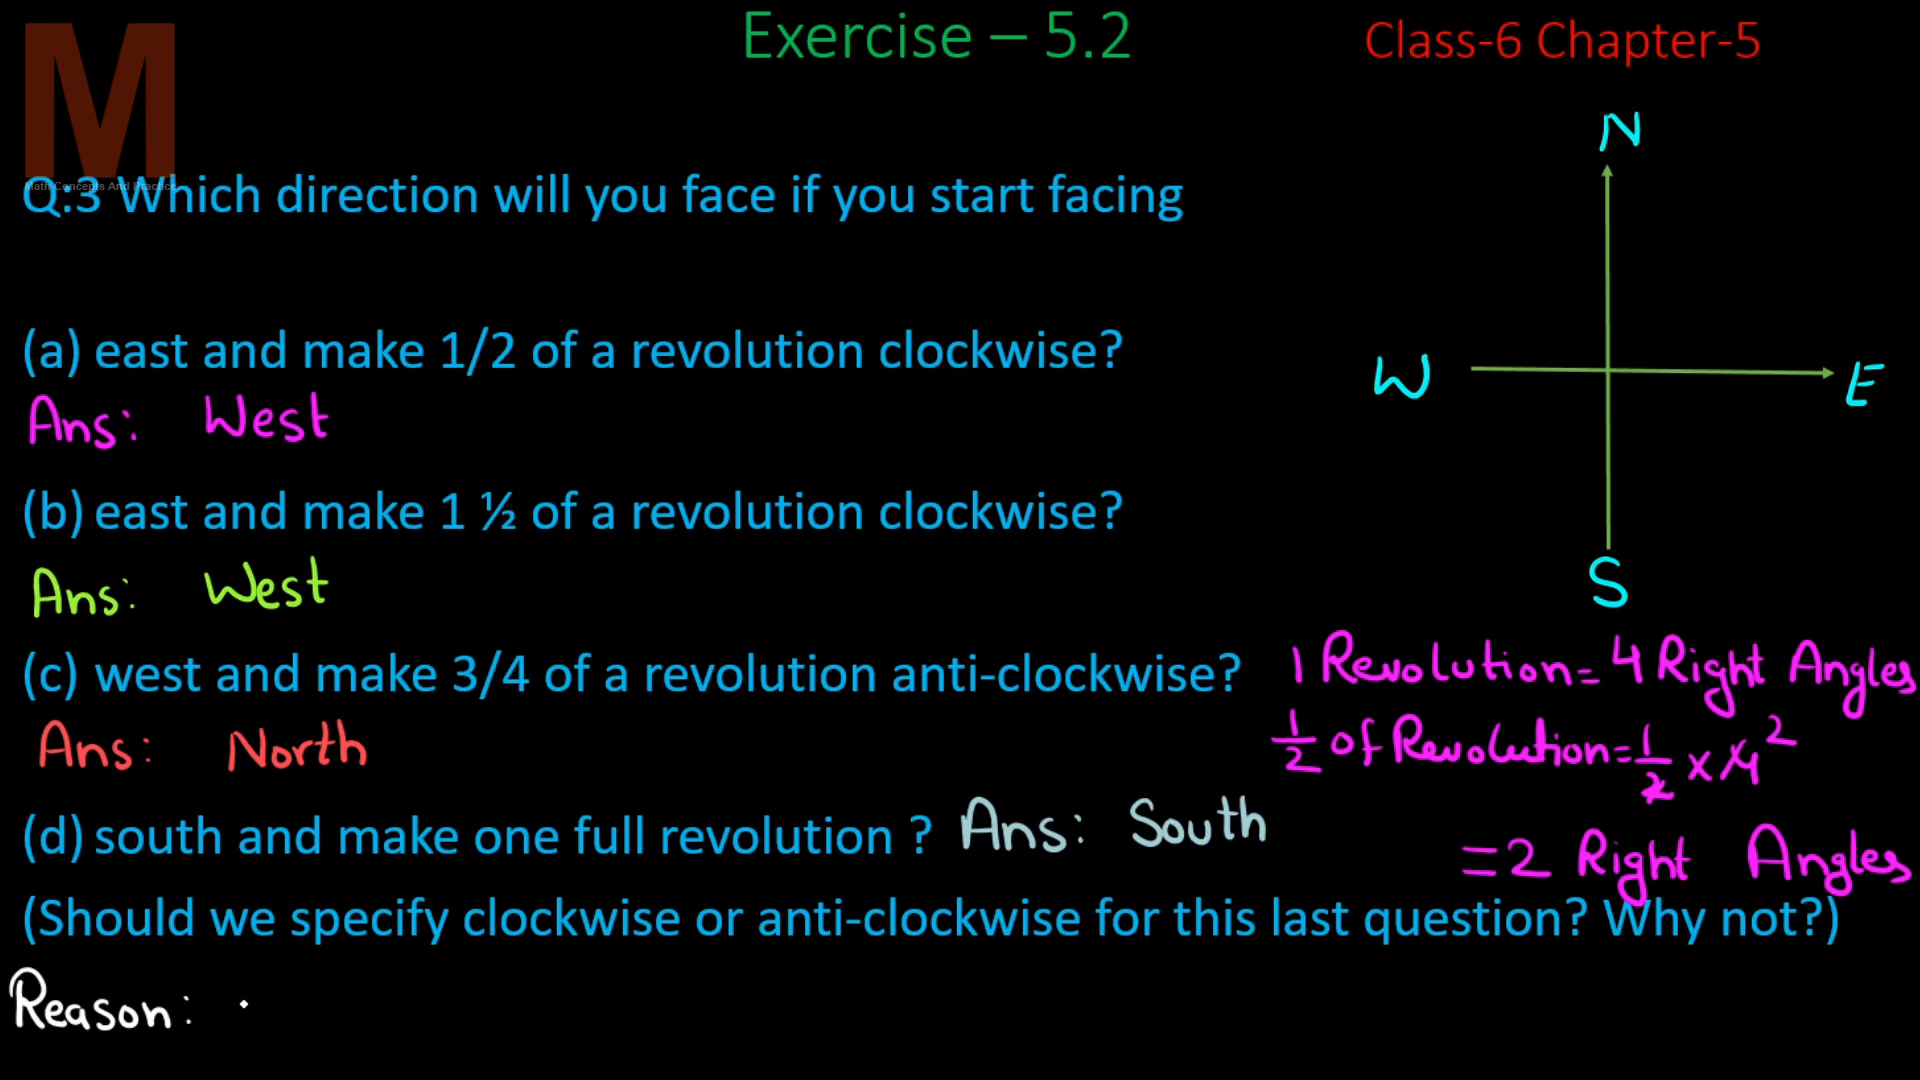 M
Math Concepts And Practice
Exercise – 5.2
Class-6 Chapter-5
Q:3 Which direction will you face if you start facing
(a) east and make 1/2 of a revolution clockwise?
Ans: West
(b) east and make 1 ½ of a revolution clockwise?
Ans: West
(c) west and make 3/4 of a revolution anti-clockwise?
Ans: North
(d) south and make one full revolution ? Ans: South
(Should we specify clockwise or anti-clockwise for this last question? Why not?)
Reason:
N
W
E
S
1 Revolution = 4 Right Angles
1/2 of Revolution = 1/2 x 4 2
= 2 Right Angles